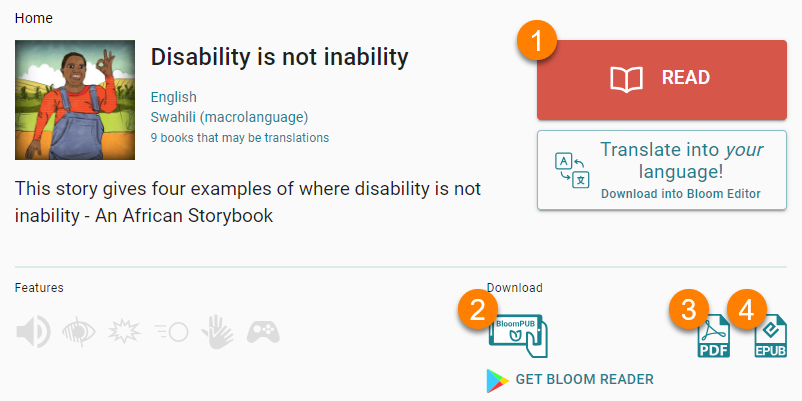 Home
Disability is not inability
English
Swahili (macrolanguage)
9 books that may be translations
This story gives four examples of where disability is not
inability - An African Storybook
1
READ
Translate into your
language!
Download into Bloom Editor
A
文
Features
Download
2
BloomPUB
3
PDF
4
EPUB
GET BLOOM READER